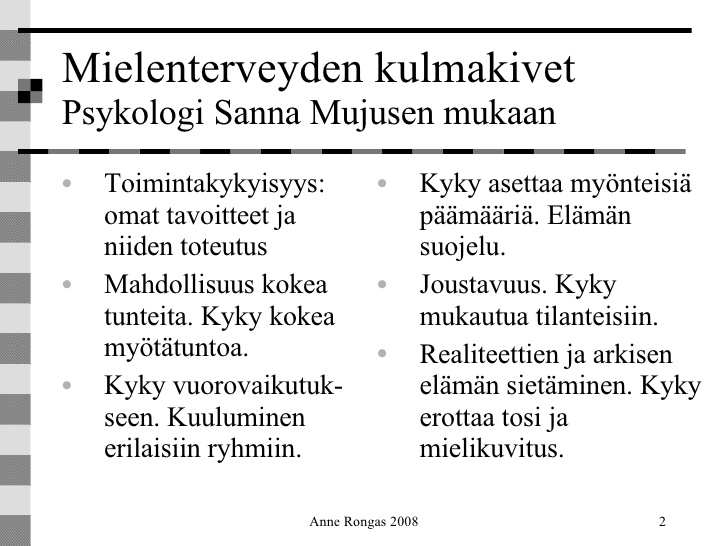 Mielenterveyden kulmakivet
Psykologi Sanna Mujusen mukaan
Toimintakykyisyys:
omat tavoitteet ja
niiden toteutus
Mahdollisuus kokea
tunteita. Kyky kokea
myötätuntoa.
Kyky vuorovaikutuk-
seen. Kuuluminen
erilaisiin ryhmiin.
Kyky asettaa myönteisiä
päämääriä. Elämän
suojelu.
Joustavuus. Kyky
mukautua tilanteisiin.
Realiteettien ja arkisen
elämän sietäminen. Kyky
erottaa tosi ja
mielikuvitus.
Anne Rongas 2008
2